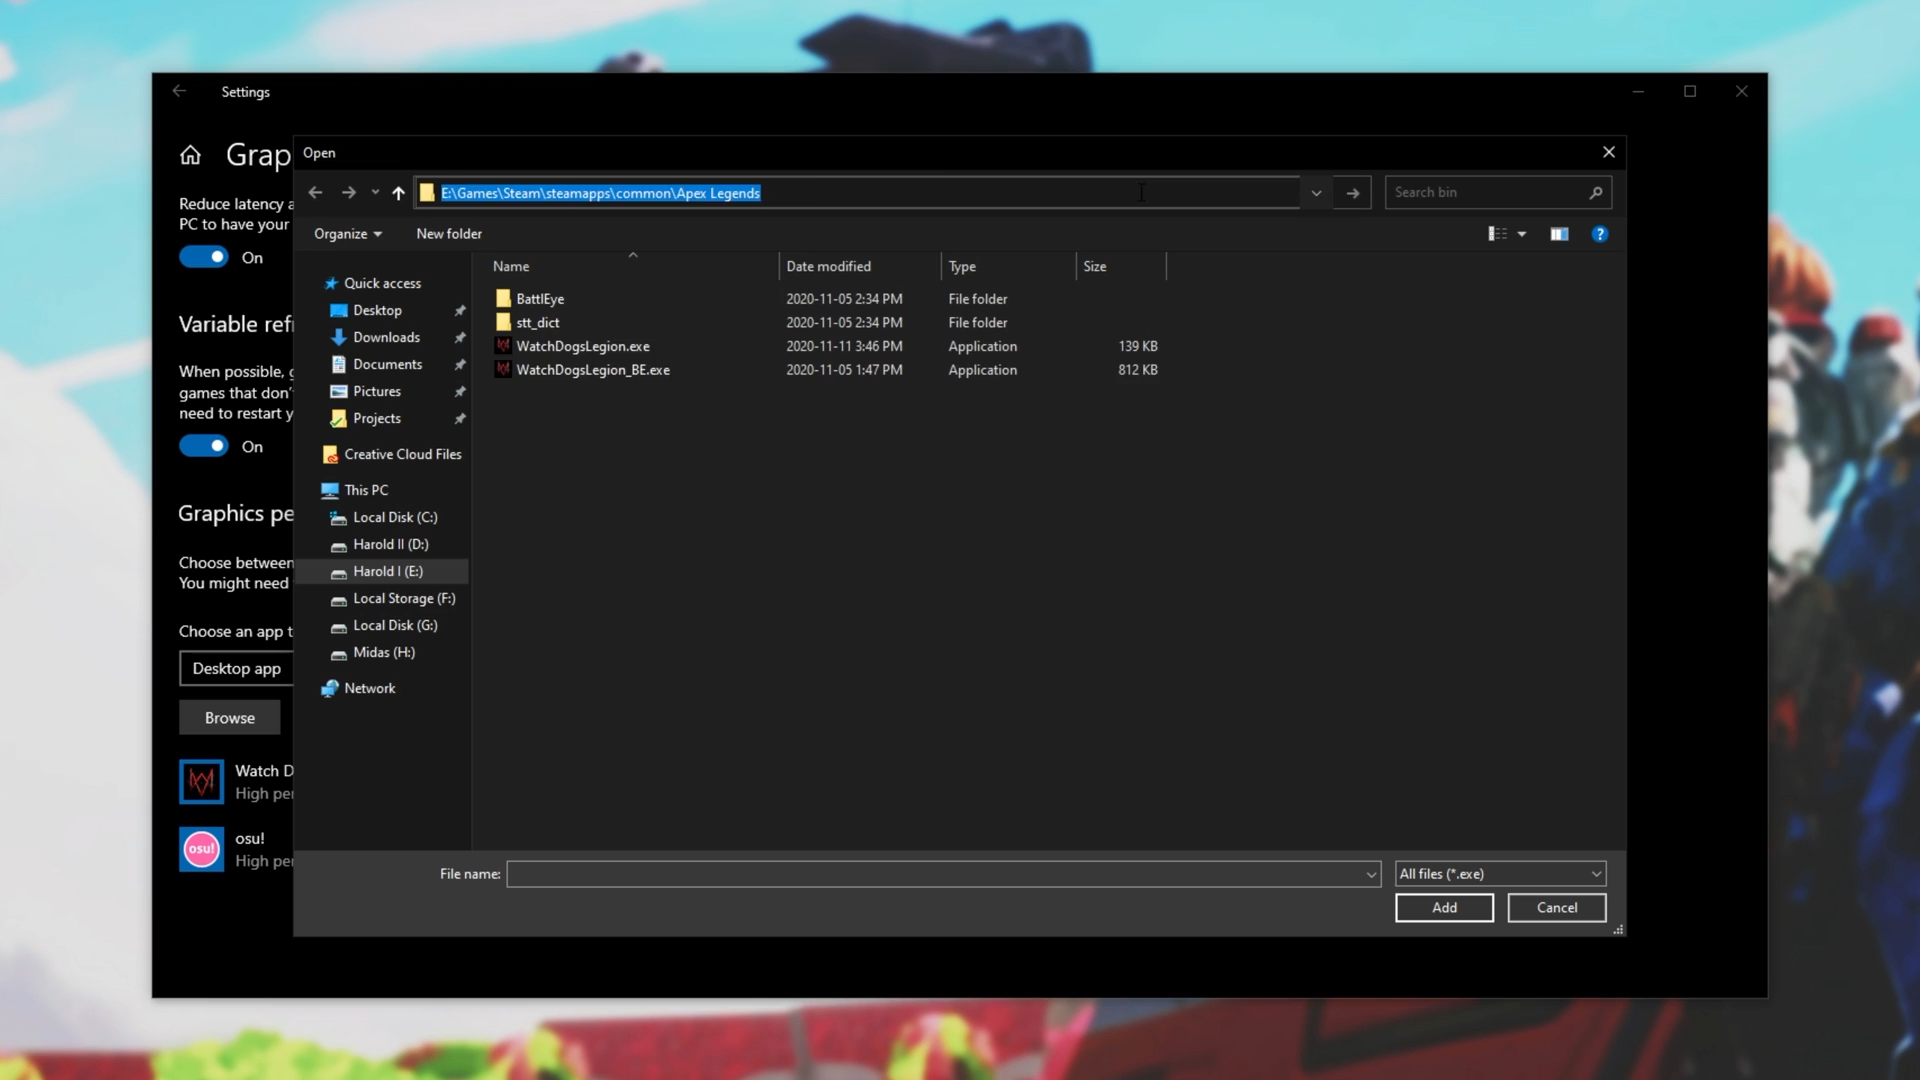 Settings
Grap
Open
E:\Games\Steam\steamapps\common\Apex Legends
Search bin
Reduce latency a
PC to have your
On
Organize
New folder
Name
Date modified
Type
Size
Quick access
Desktop
Downloads
Documents
Pictures
Projects
Creative Cloud Files
This PC
Local Disk (C:)
Harold II (D:)
Harold I (E:)
Local Storage (F:)
Local Disk (G:)
Midas (H:)
Network
BattlEye 2020-11-05 2:34 PM File folder
stt_dict 2020-11-05 2:34 PM File folder
WatchDogsLegion.exe 2020-11-11 3:46 PM Application 139 KB
WatchDogsLegion_BE.exe 2020-11-05 1:47 PM Application 812 KB
Variable refr
When possible, g
games that don'
need to restart y
On
Graphics pe
Choose between
You might need
Choose an app t
Desktop app
Browse
Watch D
High per
osu!
osu!
High per
File name:
All files (*.exe)
Add
Cancel